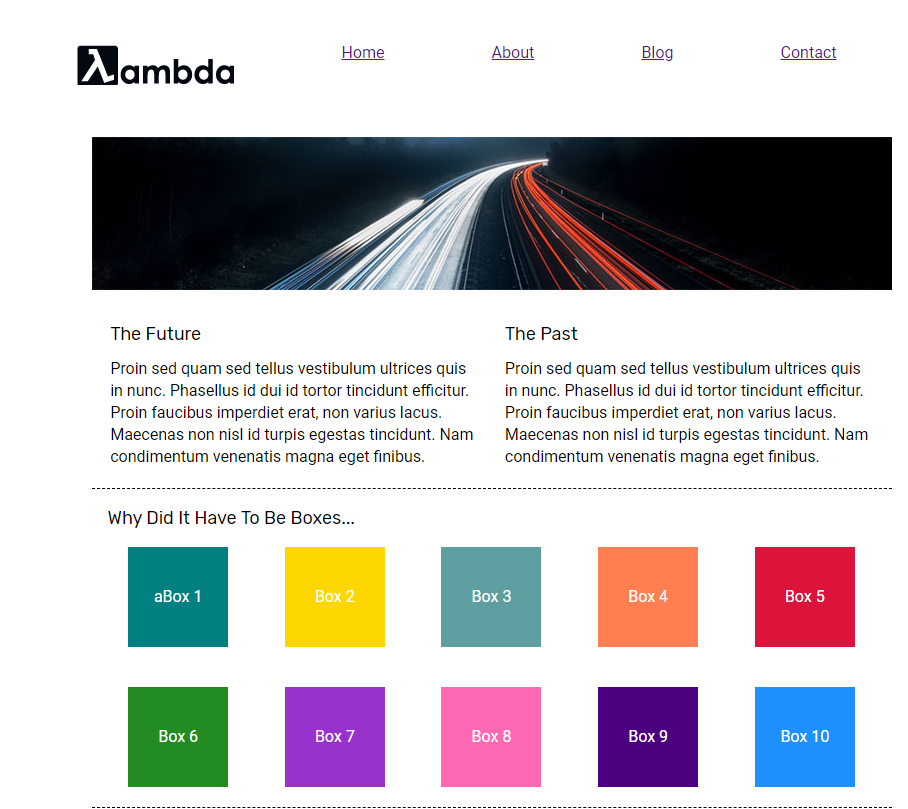 λambda
Home About Blog Contact
The Future
Proin sed quam sed tellus vestibulum ultrices quis
in nunc. Phasellus id dui id tortor tincidunt efficitur.
Proin faucibus imperdiet erat, non varius lacus.
Maecenas non nisl id turpis egestas tincidunt. Nam
condimentum venenatis magna eget finibus.
The Past
Proin sed quam sed tellus vestibulum ultrices quis
in nunc. Phasellus id dui id tortor tincidunt efficitur.
Proin faucibus imperdiet erat, non varius lacus.
Maecenas non nisl id turpis egestas tincidunt. Nam
condimentum venenatis magna eget finibus.
Why Did It Have To Be Boxes...
aBox 1 Box 2 Box 3 Box 4 Box 5
Box 6 Box 7 Box 8 Box 9 Box 10